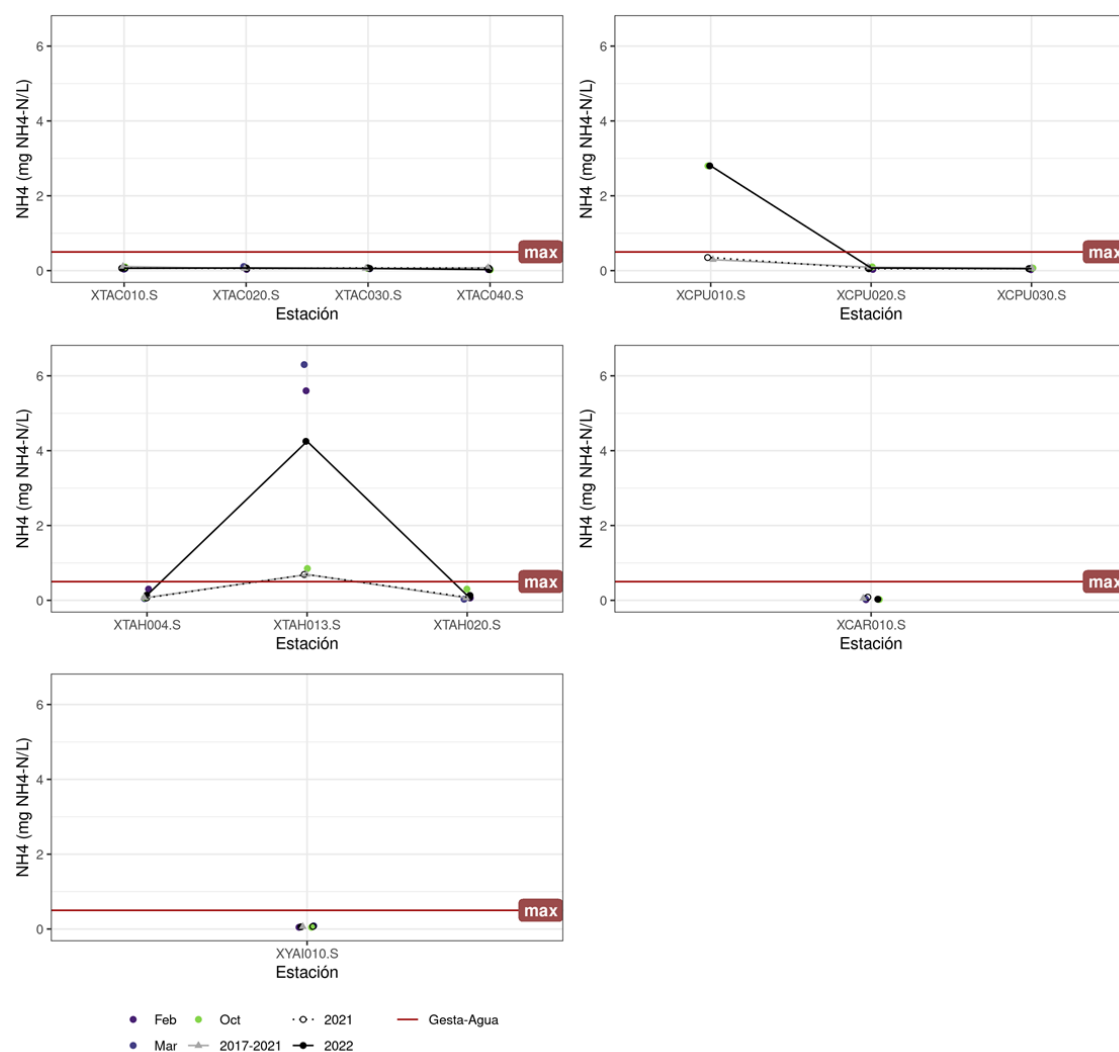 NH4 (mg NH4-N/L)
6
4
2
0
max
XTAC010.S XTAC020.S XTAC030.S XTAC040.S
Estación
NH4 (mg NH4-N/L)
6
4
2
0
max
XCPU010.S XCPU020.S XCPU030.S
Estación
NH4 (mg NH4-N/L)
6
4
2
0
max
XTAH004.S XTAH013.S XTAH020.S
Estación
NH4 (mg NH4-N/L)
6
4
2
0
max
XCAR010.S
Estación
NH4 (mg NH4-N/L)
6
4
2
0
max
XYAI010.S
Estación
Feb Oct 2021 Gesta-Agua
Mar 2017-2021 2022